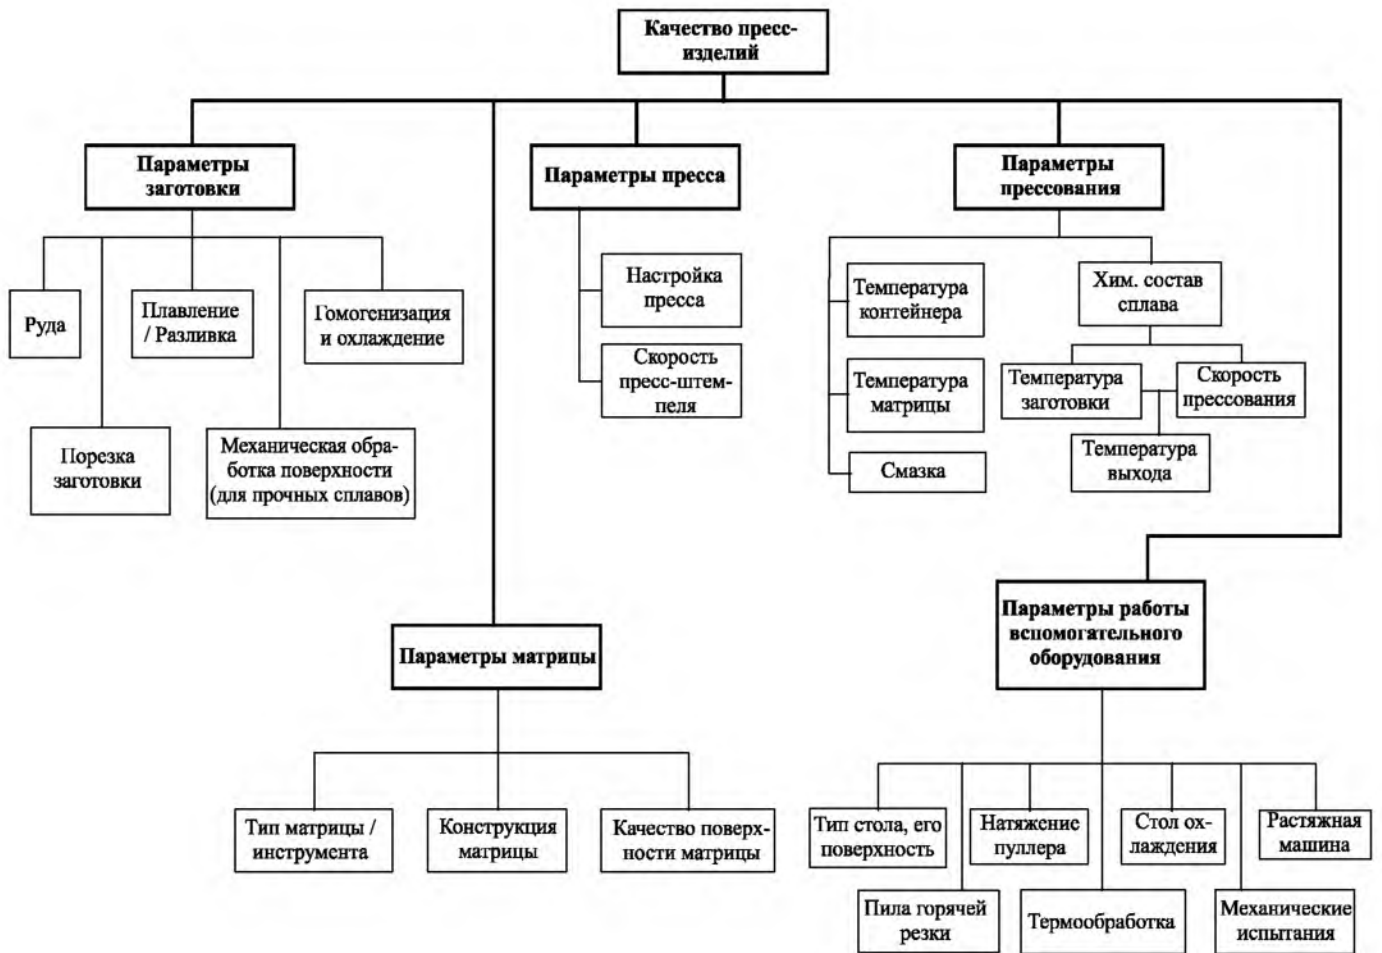 Качество пресс-
изделий
Параметры
заготовки
Параметры пресса
Параметры
прессования
Руда
Плавление
/ Разливка
Гомогенизация
и охлаждение
Порезка
заготовки
Механическая обра-
ботка поверхности
(для прочных сплавов)
Настройка
пресса
Скорость
пресс-штем-
пеля
Температура
контейнера
Температура
матрицы
Смазка
Хим. состав
сплава
Температура
заготовки
Скорость
прессования
Температура
выхода
Параметры матрицы
Параметры работы
вспомогательного
оборудования
Тип матрицы /
инструмента
Конструкция
матрицы
Качество поверх-
ности матрицы
Тип стола, его
поверхность
Натяжение
пуллера
Стол ох-
лаждения
Растяжная
машина
Пила горячей
резки
Термообработка
Механические
испытания